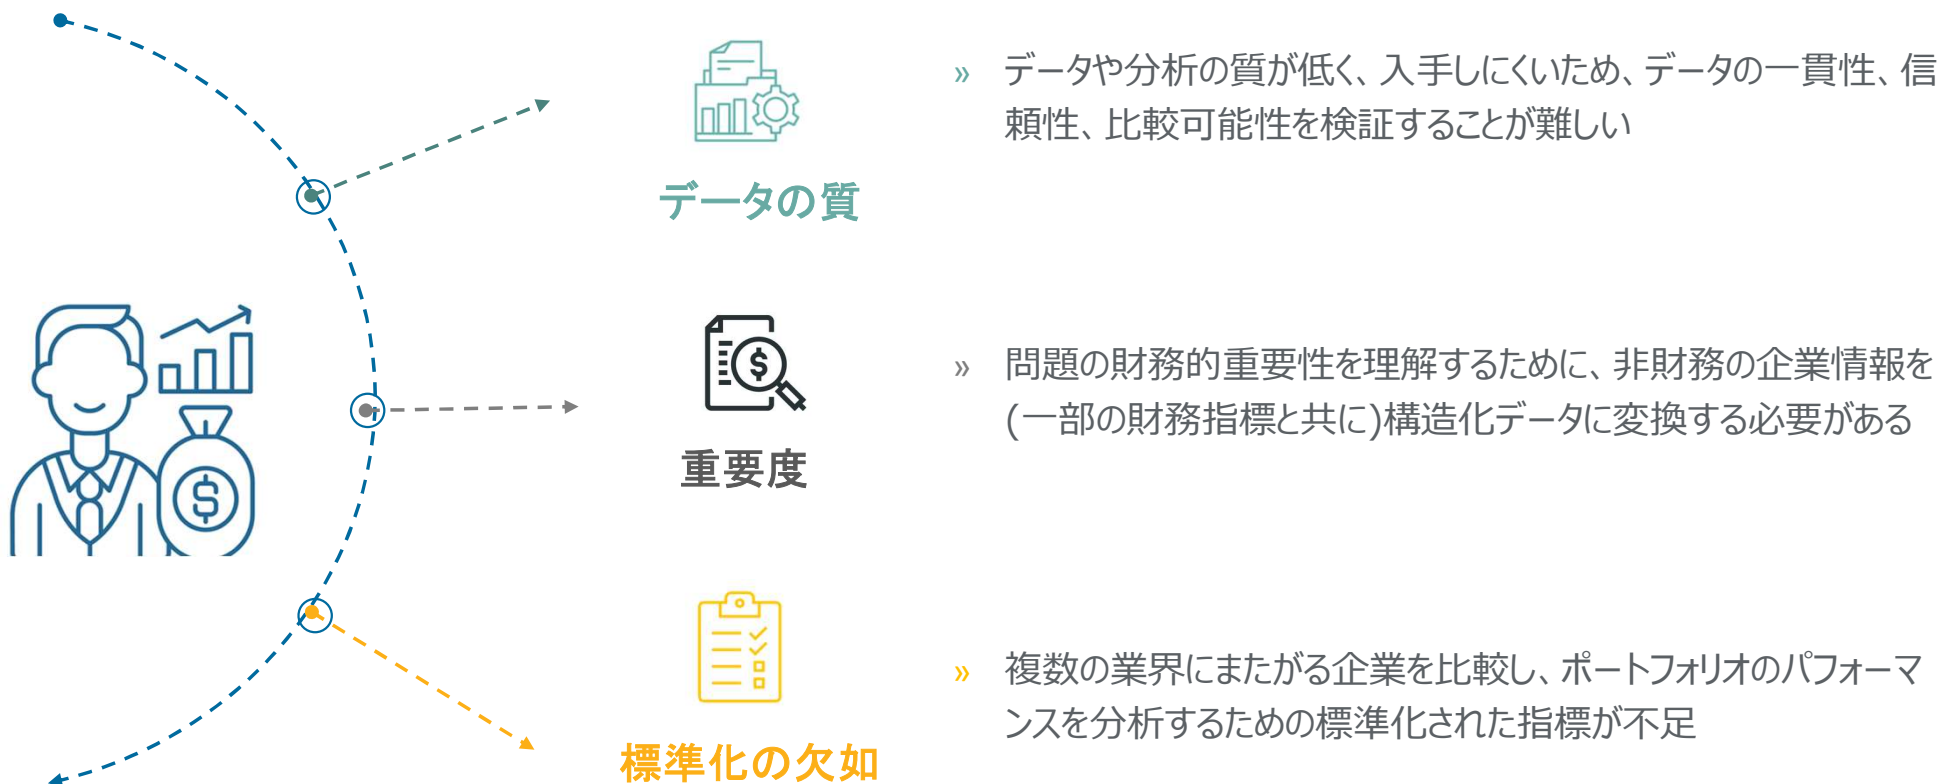 » データや分析の質が低く、入手しにくいため、データの一貫性、信
頼性、比較可能性を検証することが難しい
データの質
» 問題の財務的重要性を理解するために、非財務の企業情報を
(一部の財務指標と共に)構造化データに変換する必要がある
重要度
» 複数の業界にまたがる企業を比較し、ポートフォリオのパフォーマ
ンスを分析するための標準化された指標が不足
標準化の欠如
$
$